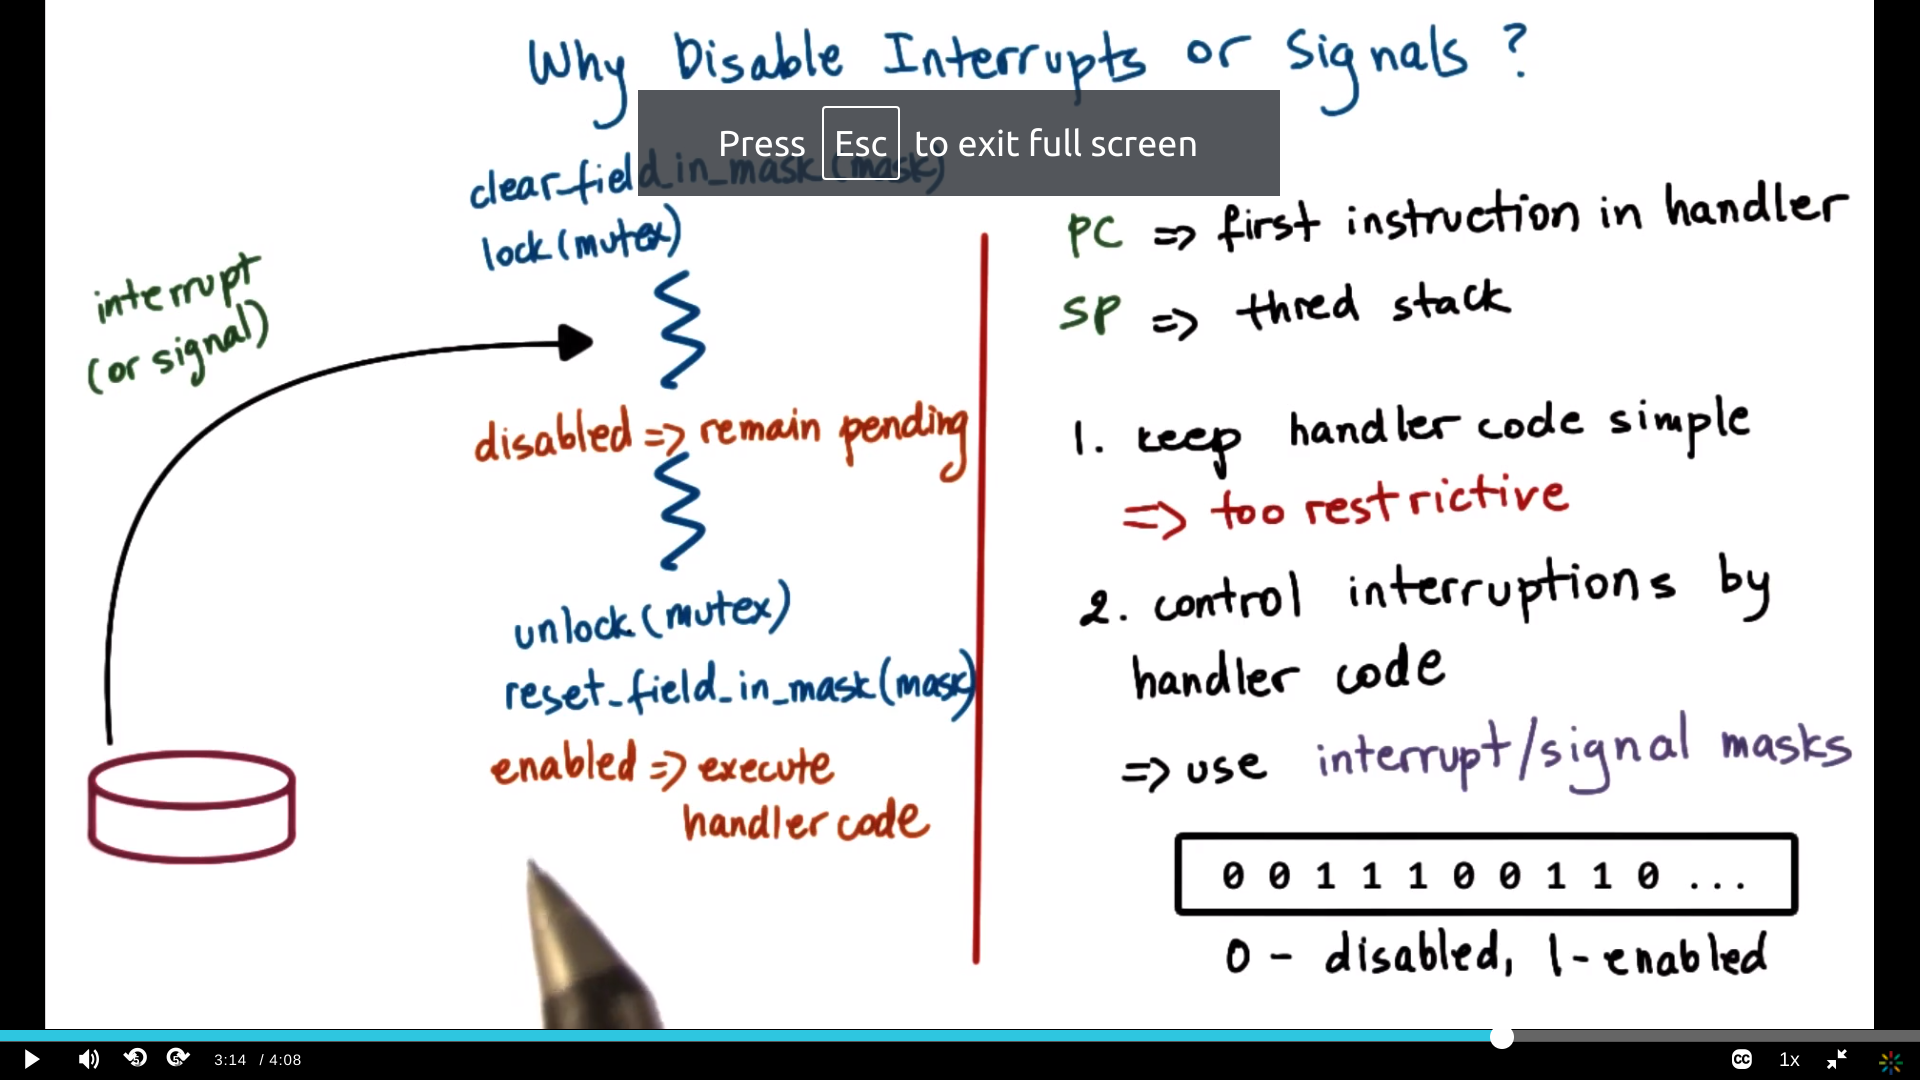 Why Disable Interrupts or Signals ?
Press Esc to exit full screen
clear_field_in_mask(mask)
lock(mutex)
interrupt
(or signal)
disabled => remain pending
unlock(mutex)
reset_field_in_mask(mask)
enabled => execute
handler code
PC => first instruction in handler
SP => thred stack
1. keep handler code simple
=> too restrictive
2. control interruptions by
handler code
=> use interrupt/signal masks
0 0 1 1 1 0 0 1 1 0 ...
0 - disabled, 1 - enabled
5 5
3:14 / 4:08
CC 1x